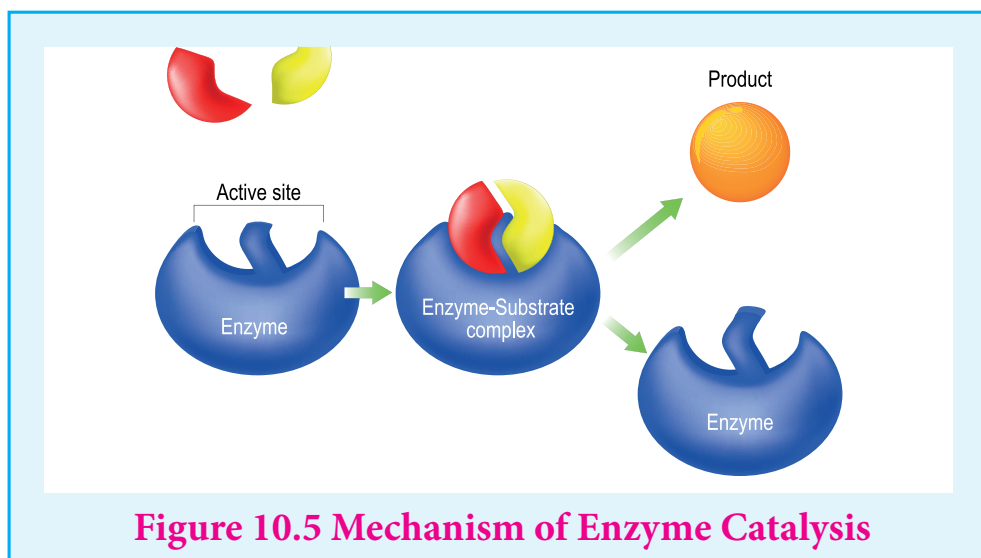 Product
Active site
Enzyme
Enzyme-Substrate
complex
Enzyme
Figure 10.5 Mechanism of Enzyme Catalysis